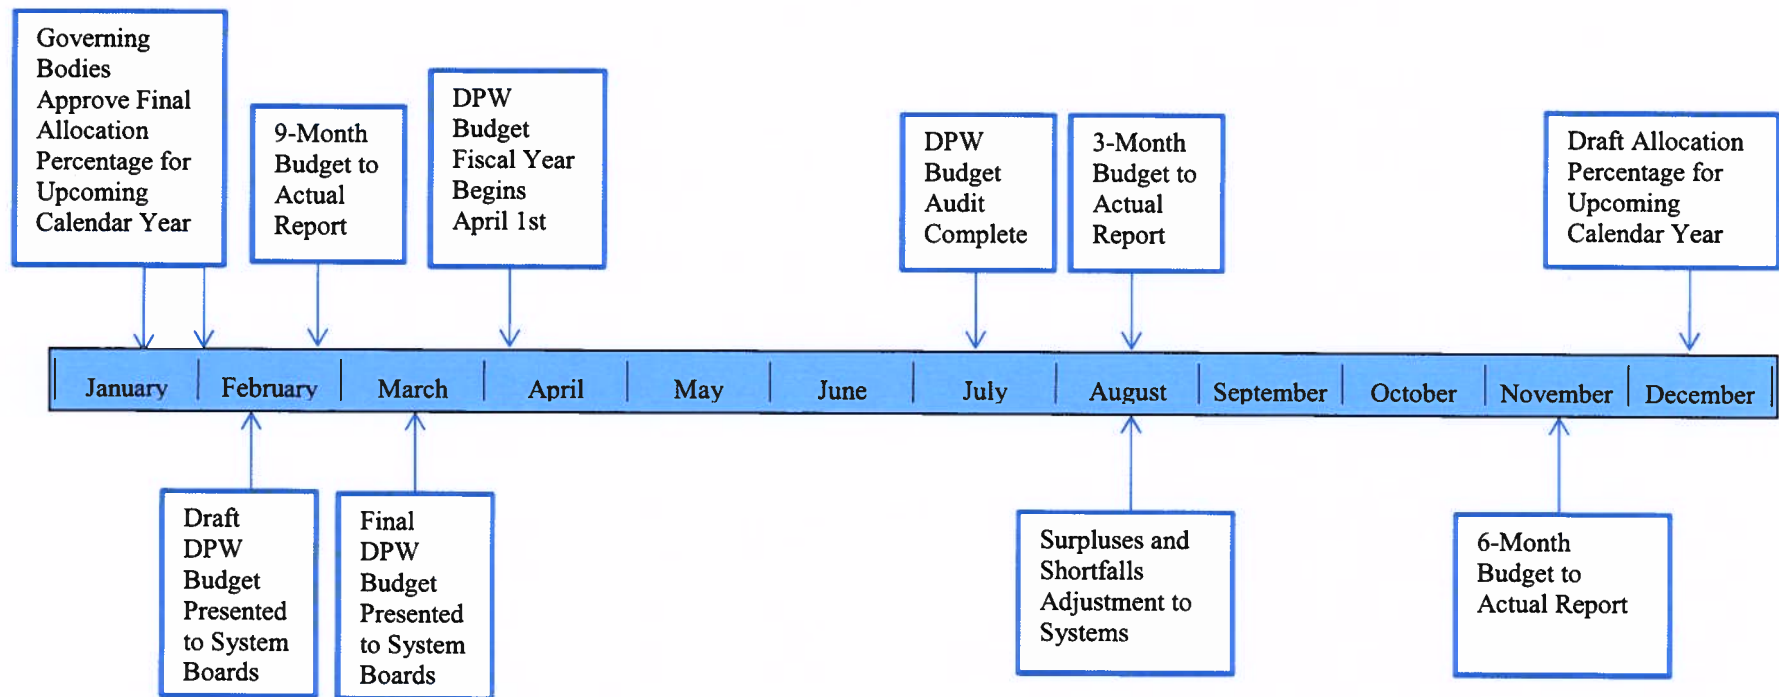 Governing
Bodies
Approve Final
Allocation
Percentage for
Upcoming
Calendar Year
9-Month
Budget to
Actual
Report
DPW
Budget
Fiscal Year
Begins
April 1st
DPW
Budget
Audit
Complete
3-Month
Budget to
Actual
Report
Draft Allocation
Percentage for
Upcoming
Calendar Year
January February March April May June July August September October November December
Draft
DPW
Budget
Presented
to System
Boards
Final
DPW
Budget
Presented
to System
Boards
Surpluses and
Shortfalls
Adjustment to
Systems
6-Month
Budget to
Actual Report